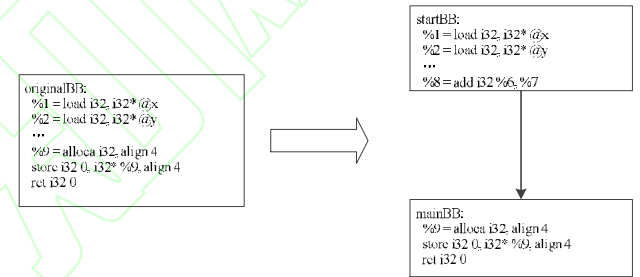 originalBB:
%1 = load i32, i32* @x
%2 = load i32, i32* @y
...
%9 = alloca i32, align 4
store i32 0, i32* %9, align 4
ret i32 0
startBB:
%1 = load i32, i32* @x
%2 = load i32, i32* @y
...
%8 = add i32 %6, %7
mainBB:
%9 = alloca i32, align 4
store i32 0, i32* %9, align 4
ret i32 0